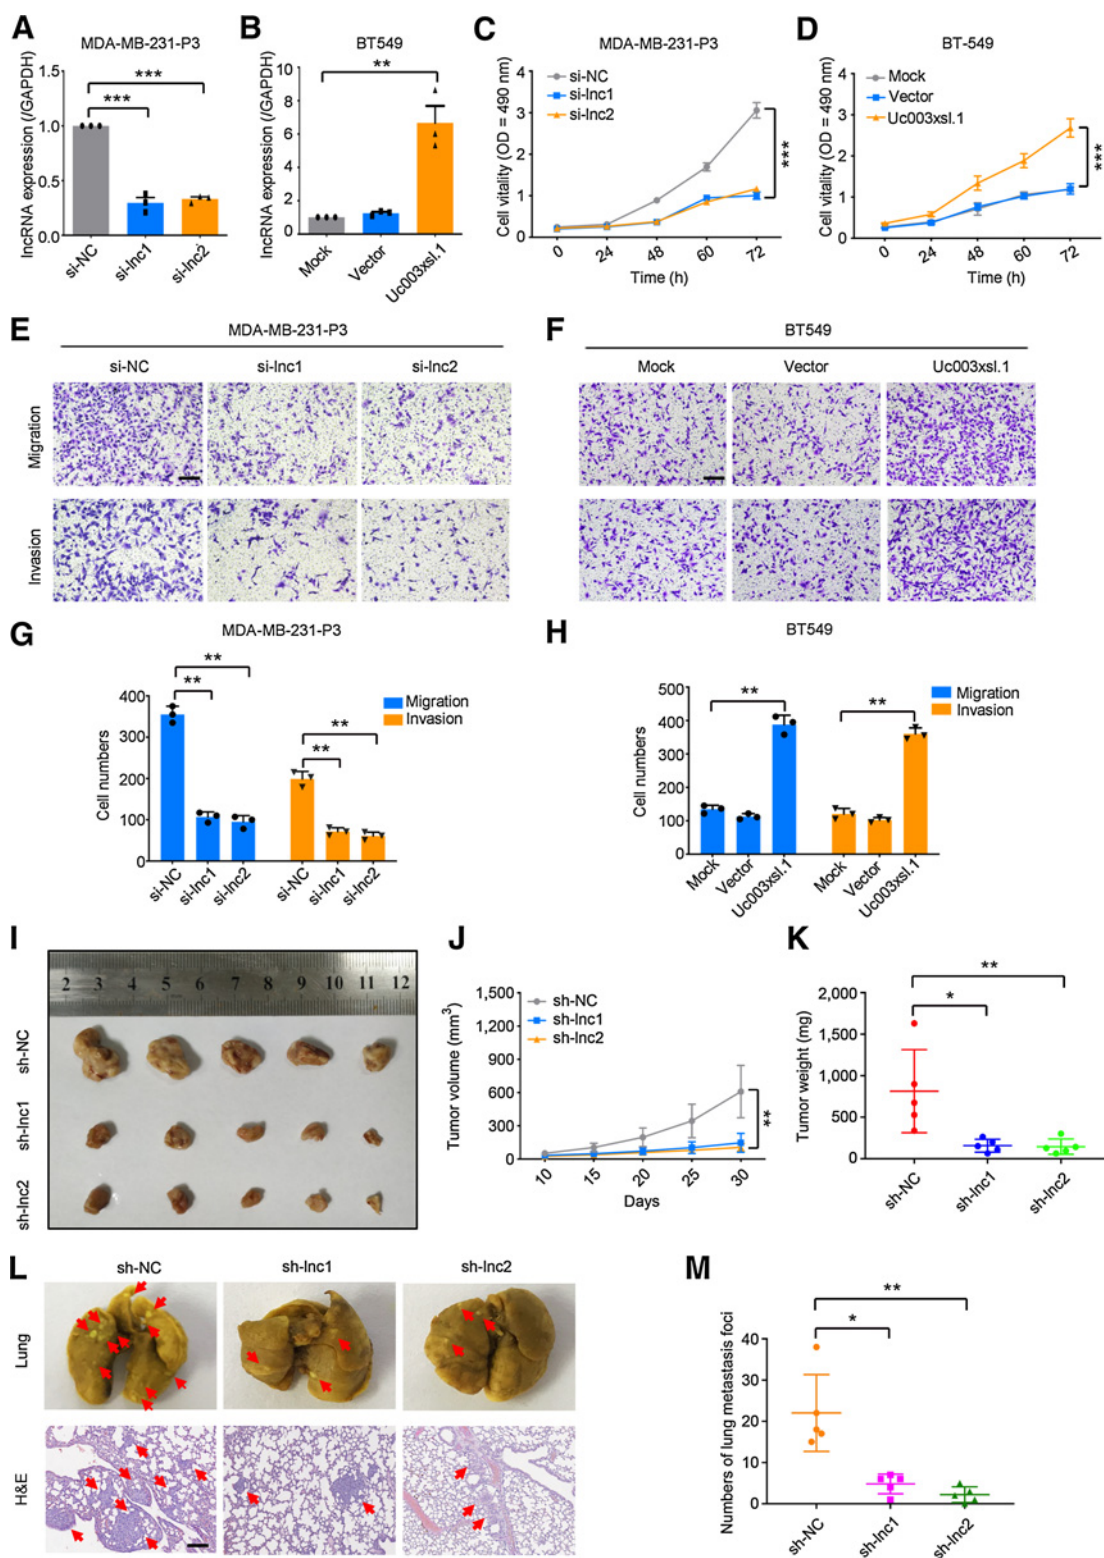 A
MDA-MB-231-P3
lncRNA expression (/GAPDH)
1.5
1.0
0.5
0.0
***
***
si-NC
si-lnc1
si-lnc2
B
BT549
lncRNA expression (/GAPDH)
10
8
6
4
2
0
**
Mock
Vector
Uc003xsl.1
C
MDA-MB-231-P3
Cell vitality (OD = 490 nm)
4
3
2
1
0
si-NC
si-lnc1
si-lnc2
***
0 24 48 60 72
Time (h)
D
BT-549
Cell vitality (OD = 490 nm)
4
3
2
1
0
Mock
Vector
Uc003xsl.1
***
0 24 48 60 72
Time (h)
E
MDA-MB-231-P3
si-NC si-lnc1 si-lnc2
Migration
Invasion
F
BT549
Mock Vector Uc003xsl.1
G
MDA-MB-231-P3
Cell numbers
400
300
200
100
0
**
**
**
**
Migration
Invasion
si-NC
si-lnc1
si-lnc2
si-NC
si-lnc1
si-lnc2
H
BT549
Cell numbers
500
400
300
200
100
0
**
**
Migration
Invasion
Mock
Vector
Uc003xsl.1
Mock
Vector
Uc003xsl.1
I
2 3 4 5 6 7 8 9 10 11 12
sh-NC
sh-lnc1
sh-lnc2
J
Tumor volume (mm3)
1,500
1,200
900
600
300
0
sh-NC
sh-lnc1
sh-lnc2
**
10 15 20 25 30
Days
K
Tumor weight (mg)
2,000
1,500
1,000
500
0
**
*
sh-NC
sh-lnc1
sh-lnc2
L
sh-NC sh-lnc1 sh-lnc2
Lung
H&E
M
Numbers of lung metastasis foci
40
30
20
10
0
**
*
sh-NC
sh-lnc1
sh-lnc2